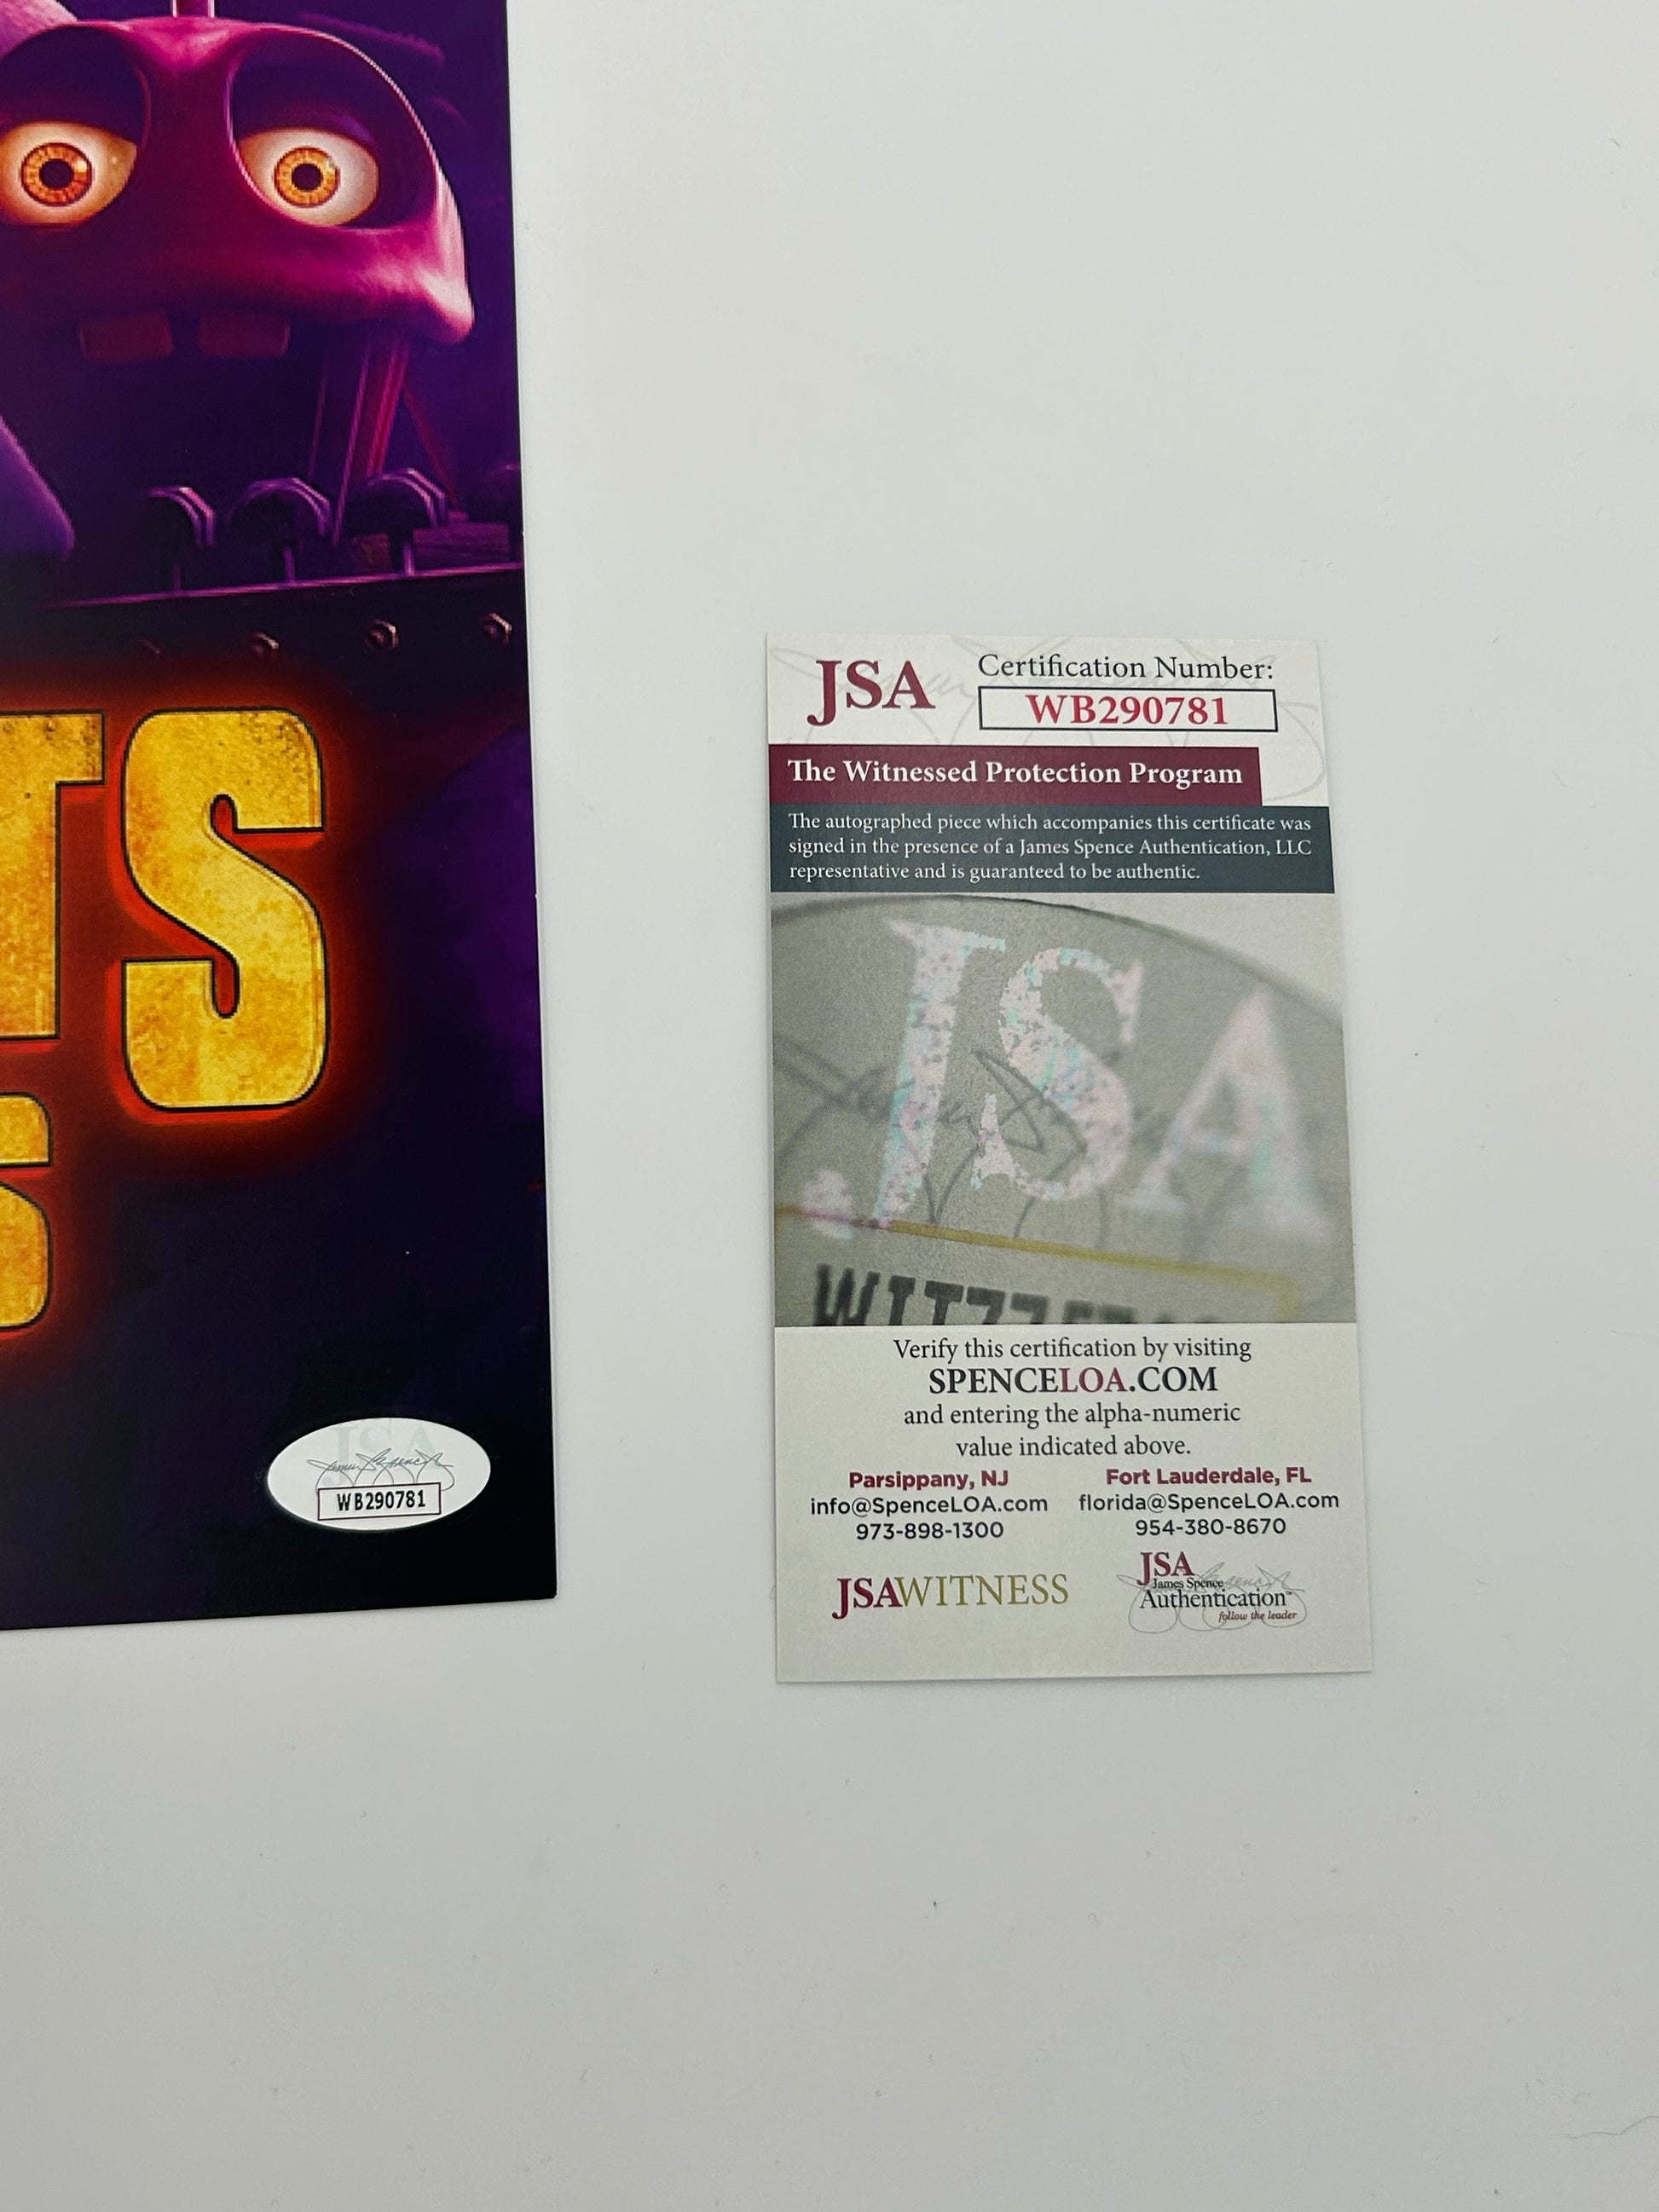 TS
S
WB290781
JSA
Certification Number:
WB290781
The Witnessed Protection Program
The autographed piece which accompanies this certificate was
signed in the presence of a James Spence Authentication, LLC
representative and is guaranteed to be authentic.
JSA
Verify this certification by visiting
SPENCELOA.COM
and entering the alpha-numeric
value indicated above.
Parsippany, NJ
info@SpenceLOA.com
973-898-1300
Fort Lauderdale, FL
florida@SpenceLOA.com
954-380-8670
JSAWITNESS
JSA
James Spence
Authentication™
follow the leader